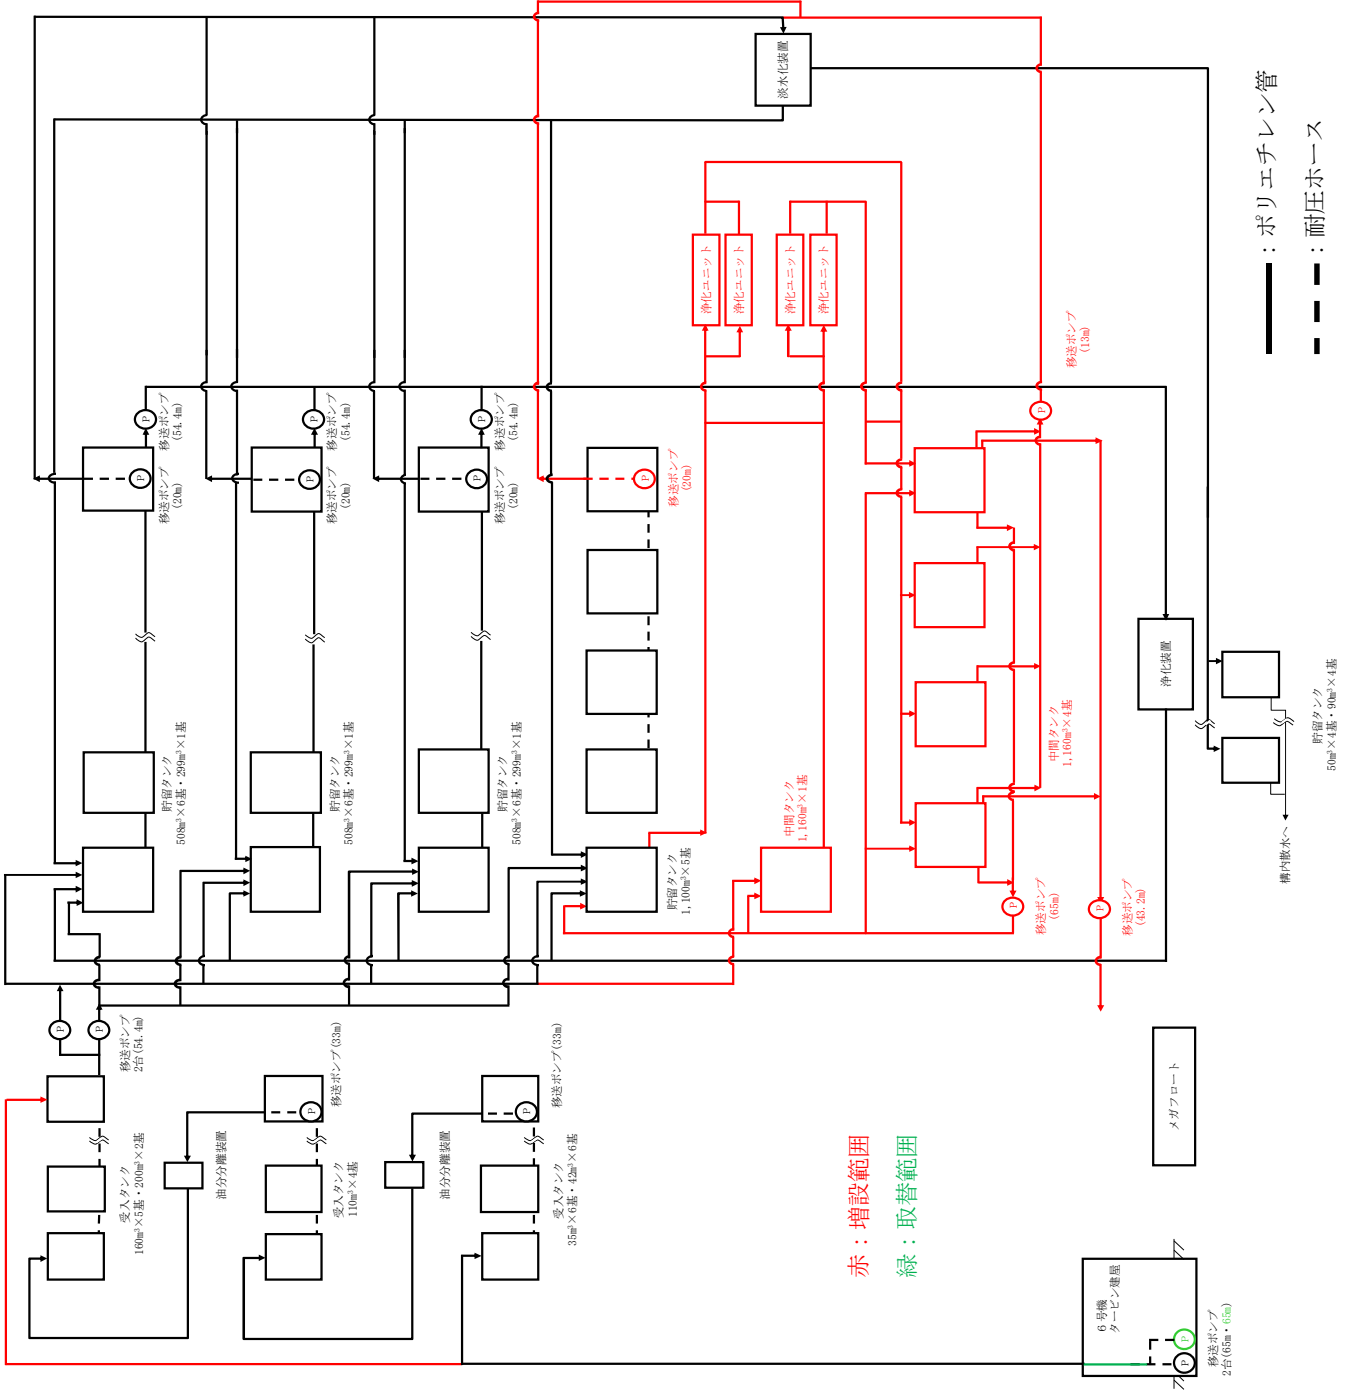 ：ポリエチレン管
：耐圧ホース
淡水化装置
浄化ユニット
浄化ユニット
浄化ユニット
浄化ユニット
移送ポンプ
(13m)
P
移送ポンプ
(54.4m)
P
移送ポンプ
(20m)
P
移送ポンプ
(54.4m)
P
移送ポンプ
(20m)
P
移送ポンプ
(54.4m)
P
移送ポンプ
(20m)
P
移送ポンプ
(20m)
P
貯留タンク
508m³×6基・299m³×1基
貯留タンク
508m³×6基・299m³×1基
貯留タンク
508m³×6基・299m³×1基
貯留タンク
1,100m³×5基
中間タンク
1,160m³×1基
中間タンク
1,160m³×4基
浄化装置
貯留タンク
50m³×4基・90m³×4基
構内散水へ
P
移送ポンプ
(65m)
P
移送ポンプ
(43.2m)
P
P
移送ポンプ
2台(54.4m)
受入タンク
160m³×5基・200m³×2基
油分分離装置
P
移送ポンプ(33m)
受入タンク
110m³×4基
油分分離装置
P
移送ポンプ(33m)
受入タンク
35m³×6基・42m³×6基
赤：増設範囲
緑：取替範囲
メガフロート
6号機
タービン建屋
P
P
移送ポンプ
2台(65m・65m)